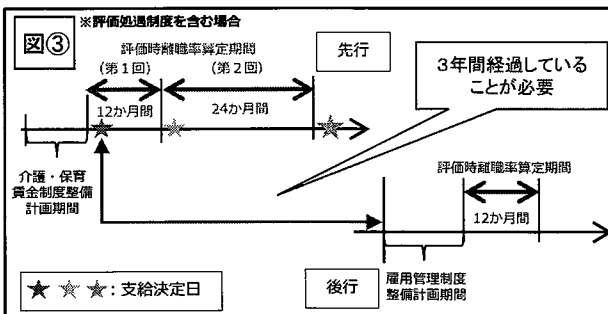 図③
※評価処遇制度を含む場合
評価時離職率算定期間
(第1回)
(第2回)
先行
12か月間
24か月間
3年間経過している
ことが必要
介護・保育
賃金制度整備
計画期間
評価時離職率算定期間
12か月間
★ ★ ★:支給決定日
後行
雇用管理制度
整備計画期間